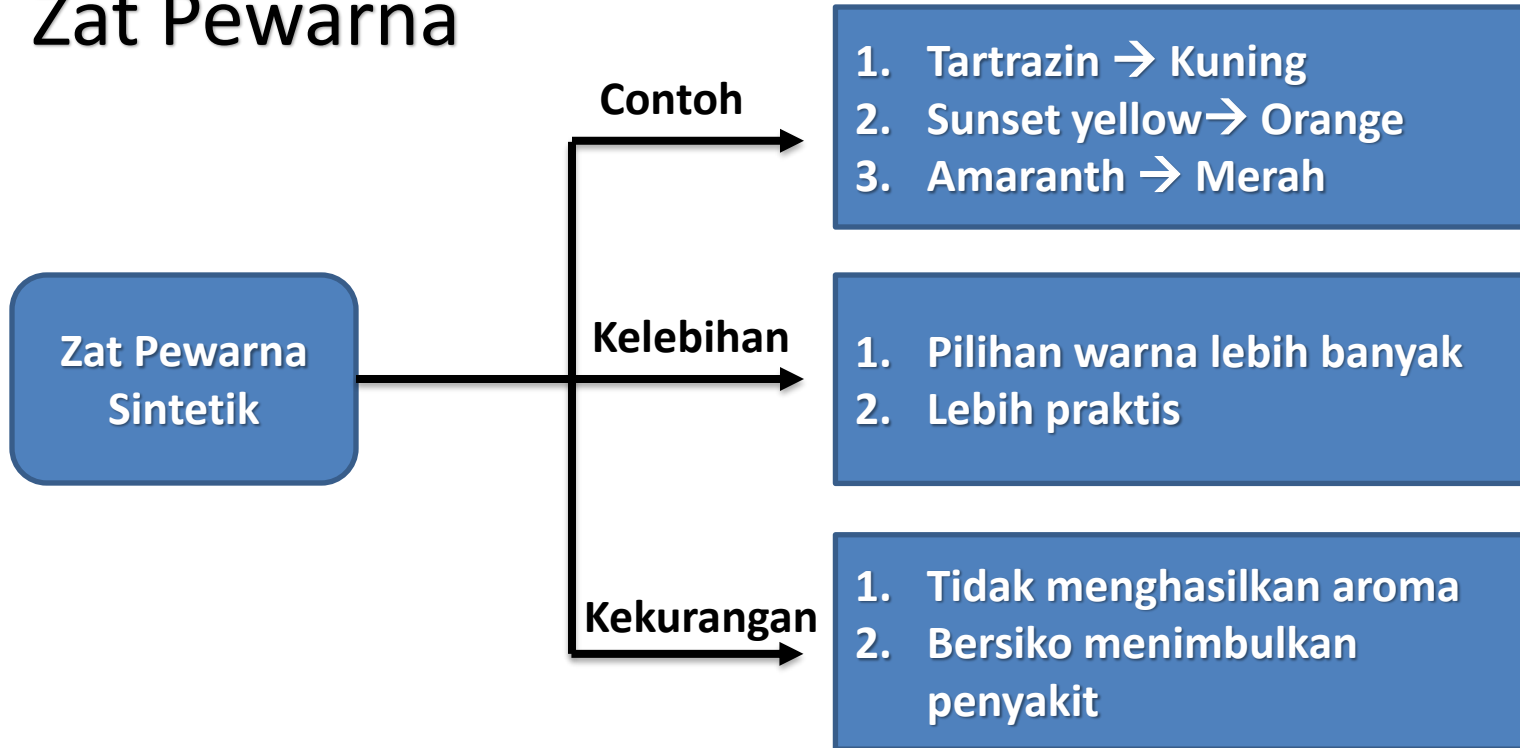 Zat Pewarna
Zat Pewarna
Sintetik
Contoh
1. Tartrazin → Kuning
2. Sunset yellow→ Orange
3. Amaranth → Merah
Kelebihan
1. Pilihan warna lebih banyak
2. Lebih praktis
Kekurangan
1. Tidak menghasilkan aroma
2. Bersiko menimbulkan
penyakit